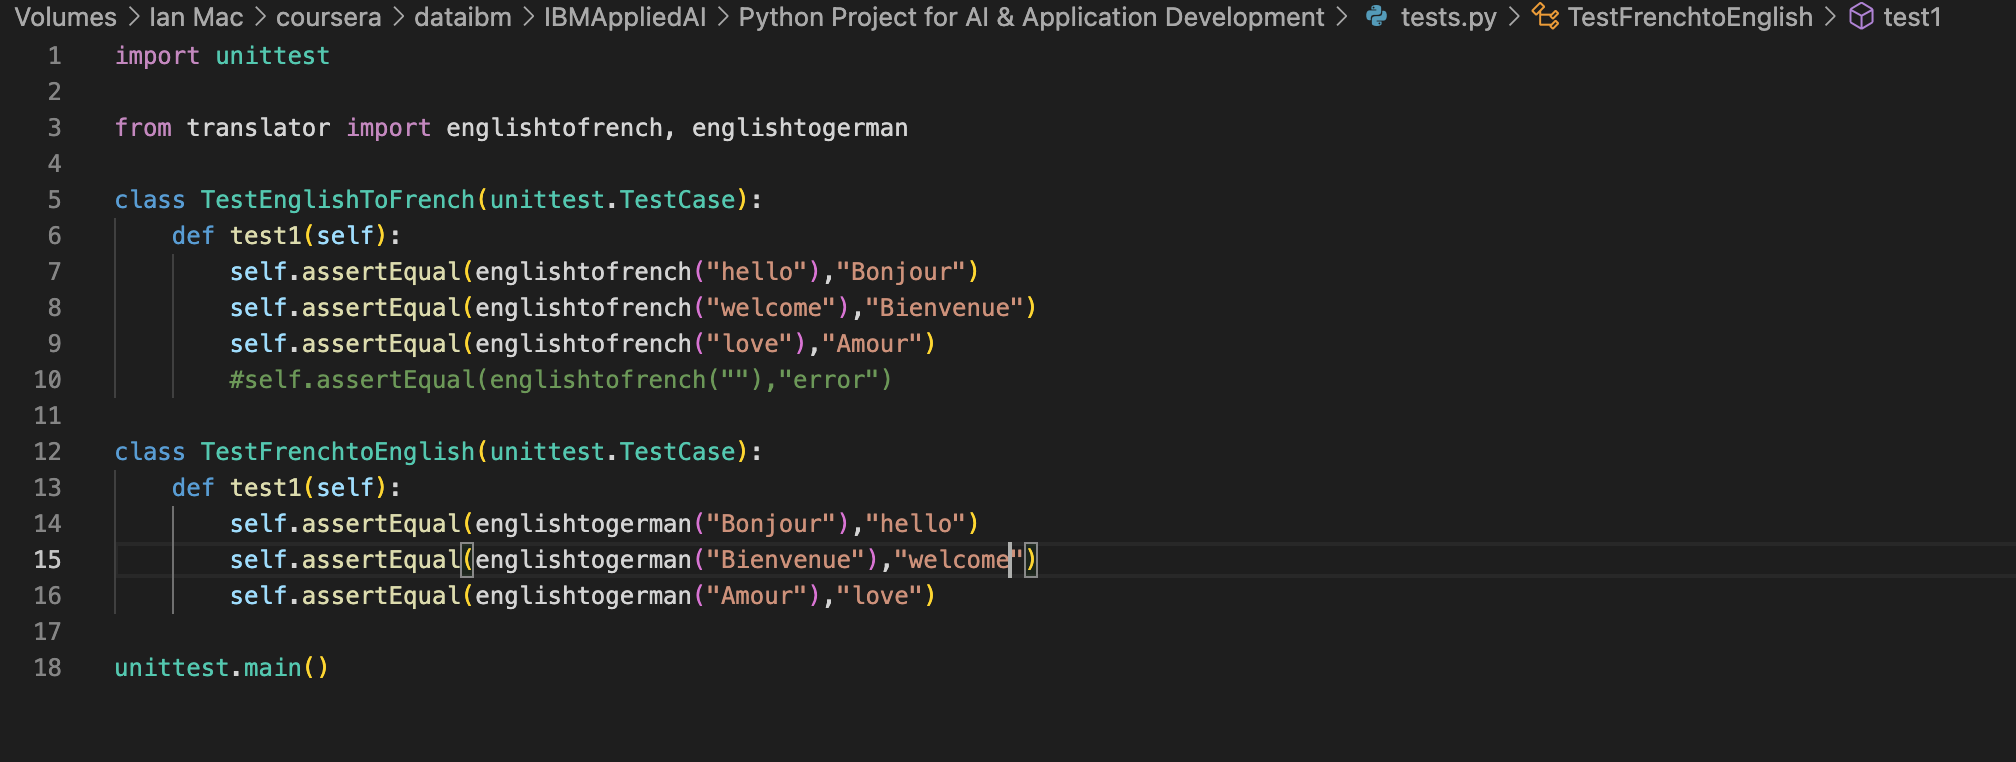 Volumes > Ian Mac > coursera > dataibm > IBMAppliedAI > Python Project for AI & Application Development > tests.py > TestFrenchtoEnglish > test1
1 import unittest
2
3 from translator import englishtofrench, englishtogerman
4
5 class TestEnglishToFrench(unittest.TestCase):
6     def test1(self):
7         self.assertEqual(englishtofrench("hello"),"Bonjour")
8         self.assertEqual(englishtofrench("welcome"),"Bienvenue")
9         self.assertEqual(englishtofrench("love"),"Amour")
10         #self.assertEqual(englishtofrench(""),"error")
11
12 class TestFrenchtoEnglish(unittest.TestCase):
13     def test1(self):
14         self.assertEqual(englishtogerman("Bonjour"),"hello")
15         self.assertEqual(englishtogerman("Bienvenue"),"welcome")
16         self.assertEqual(englishtogerman("Amour"),"love")
17
18 unittest.main()